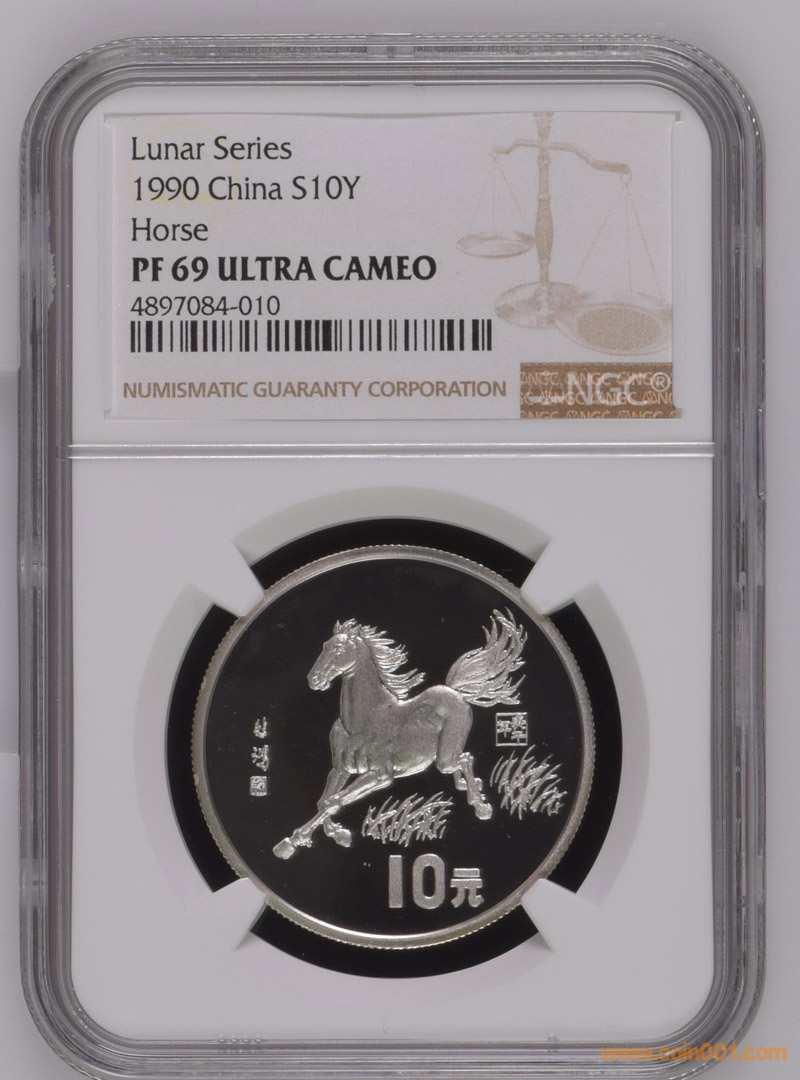 Lunar Series
1990 China S10Y
Horse
PF 69 ULTRA CAMEO
4897084-010
NUMISMATIC GUARANTY CORPORATION
NGC®
10元
www.coin001.com